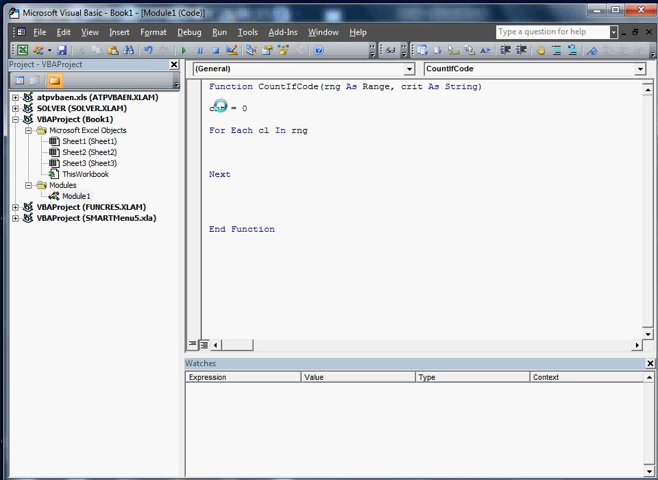 Microsoft Visual Basic - Book1 - [Module1 (Code)]
File Edit View Insert Format Debug Run Tools Add-Ins Window Help
Type a question for help
Project - VBAProject
(General)
CountIfCode
atpvbaen.xls (ATPVBAEN.XLAM)
SOLVER (SOLVER.XLAM)
VBAProject (Book1)
Microsoft Excel Objects
Sheet1 (Sheet1)
Sheet2 (Sheet2)
Sheet3 (Sheet3)
ThisWorkbook
Modules
Module1
VBAProject (FUNCRES.XLAM)
VBAProject (SMARTMenu5.xla)
Function CountIfCode(rng As Range, crit As String)
= 0
For Each cl In rng
Next
End Function
Watches
Expression Value Type Context